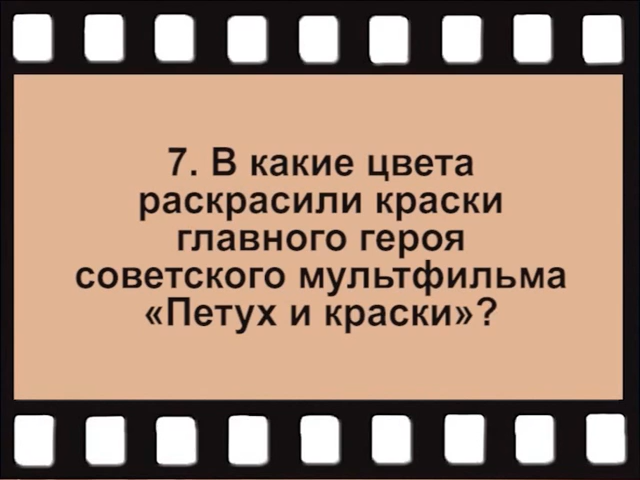 7. В какие цвета
раскрасили краски
главного героя
советского мультфильма
«Петух и краски»?